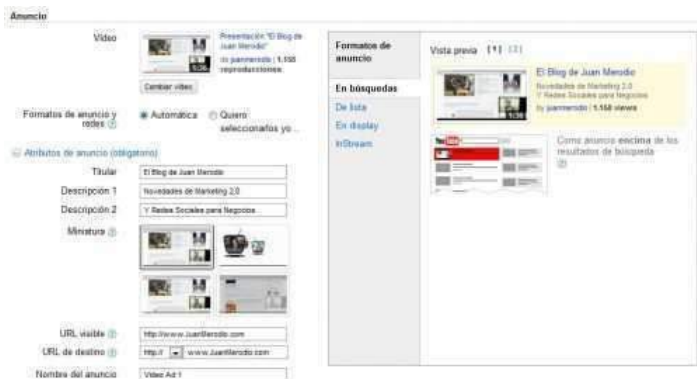 Anuncio
Vídeo
Presentación "El Blog de Juan Merodio"
de juanmerodio | 1.158 reproducciones
Cambiar vídeo
Formatos de anuncio y redes
Automática
Quiero seleccionarlos yo ...
Atributos de anuncio (obligatorio)
Titular
El Blog de Juan Merodio
Descripción 1
Novedades de Marketing 2.0
Descripción 2
Y Redes Sociales para Negocios
Miniatura
URL visible
http://www.JuanMerodio.com
URL de destino
http://
www.JuanMerodio.com
Nombre del anuncio
Video Ad 1
Formatos de anuncio
En búsquedas
De lista
En display
InStream
Vista previa [1] [2]
El Blog de Juan Merodio
Novedades de Marketing 2.0
Y Redes Sociales para Negocios
by juanmerodio | 1.158 views
Como anuncio encima de los
resultados de búsqueda